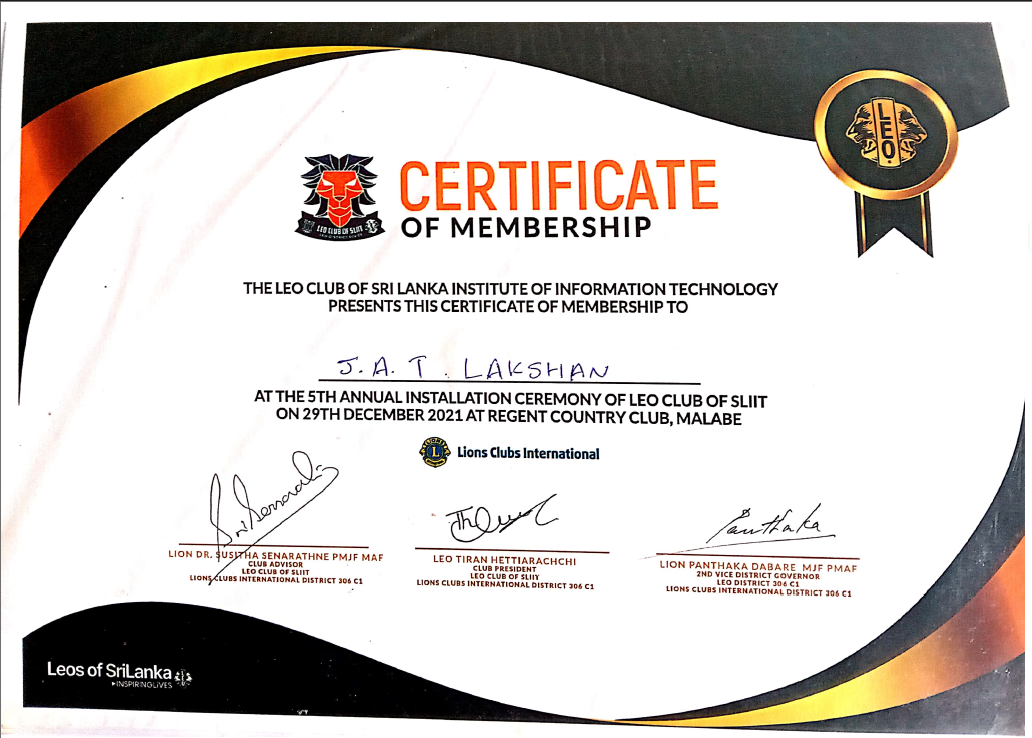 LEO
CERTIFICATE
OF MEMBERSHIP
LEO CLUB OF SLIIT
THE LEO CLUB OF SRI LANKA INSTITUTE OF INFORMATION TECHNOLOGY
PRESENTS THIS CERTIFICATE OF MEMBERSHIP TO
J. A. T. LAKSHAN
AT THE 5TH ANNUAL INSTALLATION CEREMONY OF LEO CLUB OF SLIIT
ON 29TH DECEMBER 2021 AT REGENT COUNTRY CLUB, MALABE
L
Lions Clubs International
Panthaka
LION DR. SUSITHA SENARATHNE PMJF MAF
CLUB ADVISOR
LEO CLUB OF SLIIT
LIONS CLUBS INTERNATIONAL DISTRICT 306 C1
LEO TIRAN HETTIARACHCHI
CLUB PRESIDENT
LEO CLUB OF SLIIT
LIONS CLUBS INTERNATIONAL DISTRICT 306 C1
LION PANTHAKA DABARE MJF PMAF
2ND VICE DISTRICT GOVERNOR
LEO DISTRICT 306 C1
LIONS CLUBS INTERNATIONAL DISTRICT 306 C1
Leos of SriLanka
INSPIRINGLIVES